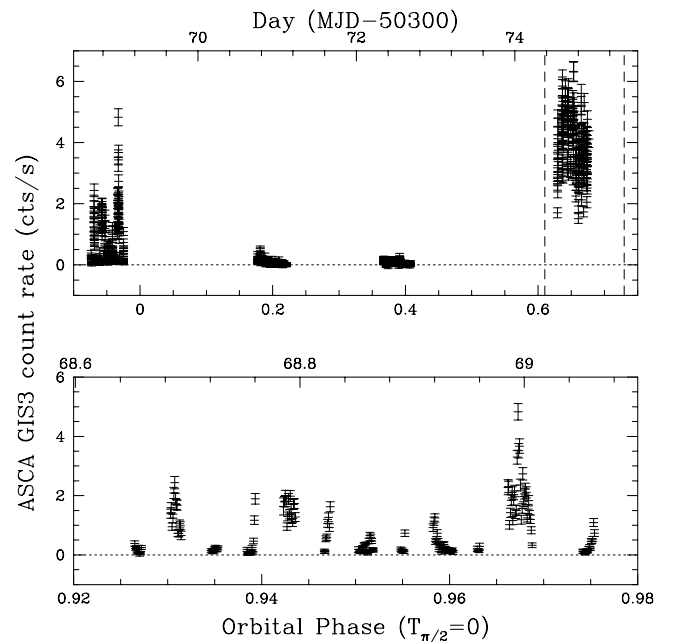 Day (MJD−50300)
70 72 74
6
4
2
0
0 0.2 0.4 0.6
ASCA GIS3 count rate (cts/s)
68.6 68.8 69
6
4
2
0
0.92 0.94 0.96 0.98
Orbital Phase (T_{π/2}=0)